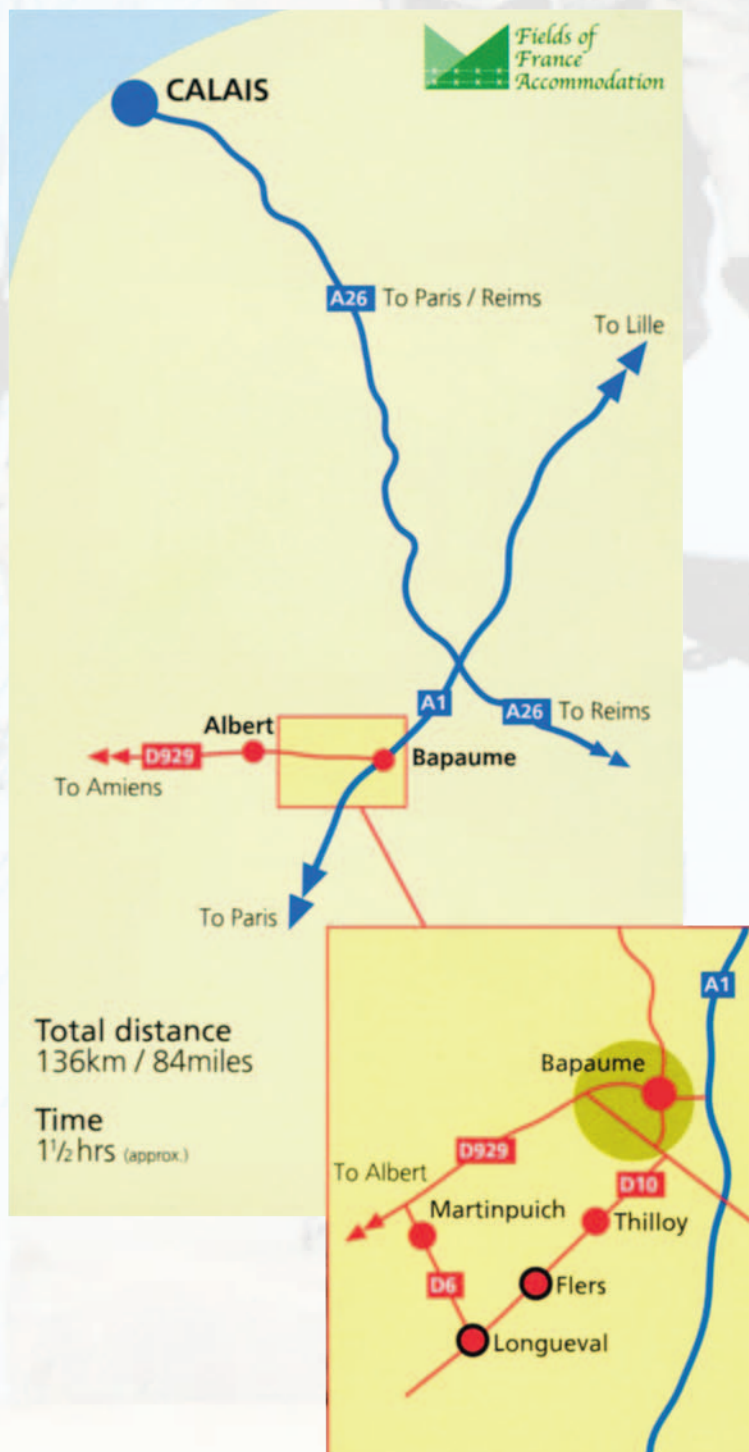 Fields of
France
Accommodation
CALAIS
A26 To Paris / Reims
To Lille
A1
A26 To Reims
Albert
D929
Bapaume
To Amiens
To Paris
Total distance
136km / 84miles
Time
1½ hrs (approx.)
A1
Bapaume
D929
To Albert
D10
Martinpuich
Thilloy
D6
Flers
Longueval